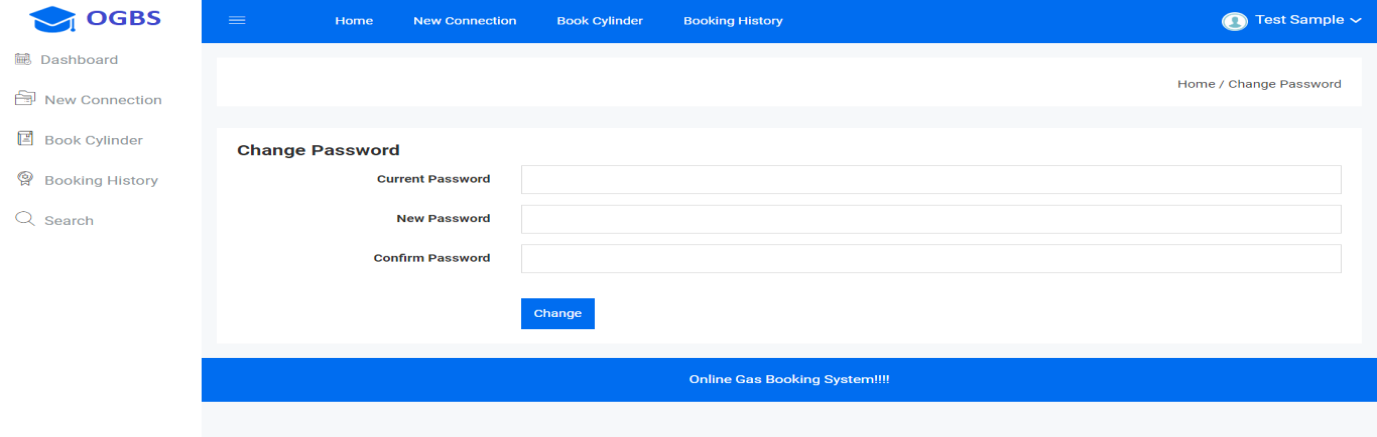 OGBS
Home New Connection Book Cylinder Booking History Test Sample
Dashboard
New Connection
Book Cylinder
Booking History
Search
Home / Change Password
Change Password
Current Password
New Password
Confirm Password
Change
Online Gas Booking System!!!!